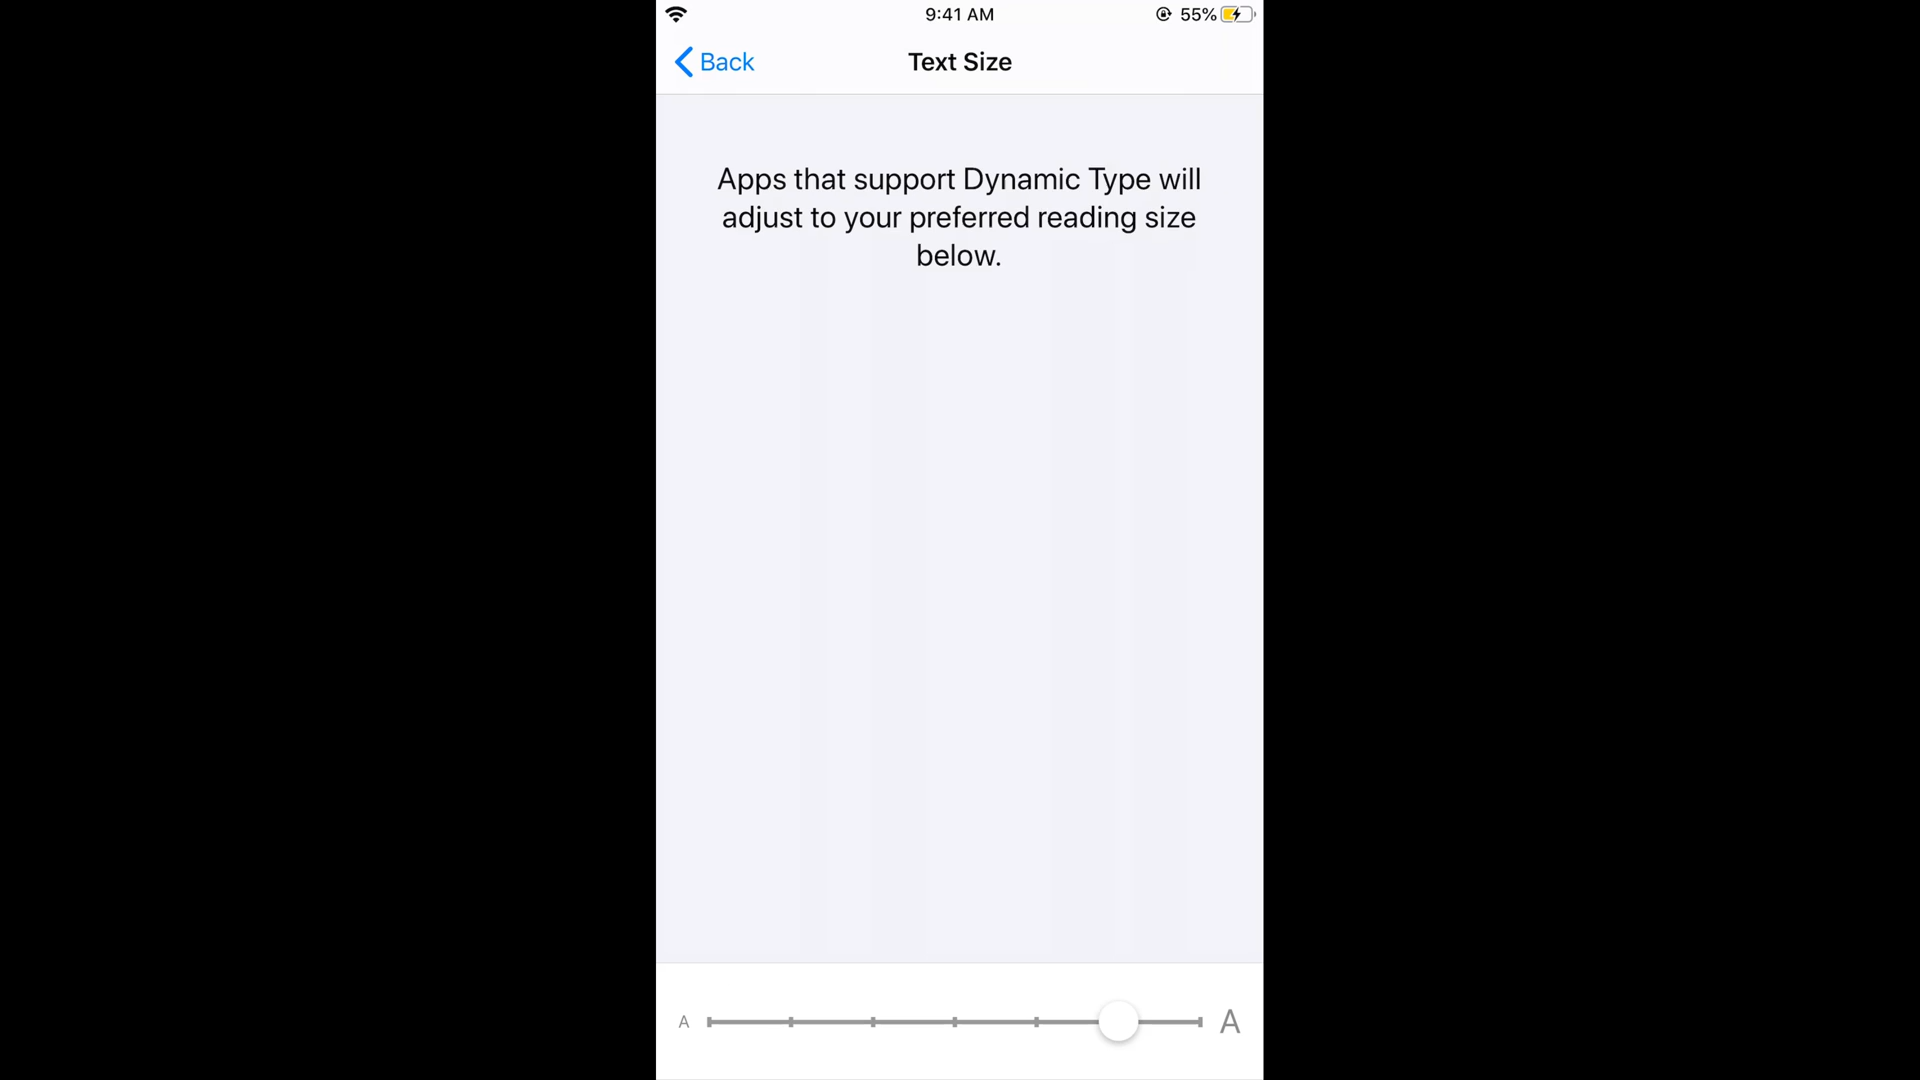 9:41 AM
55%
Back
Text Size
Apps that support Dynamic Type will
adjust to your preferred reading size
below.
A
A